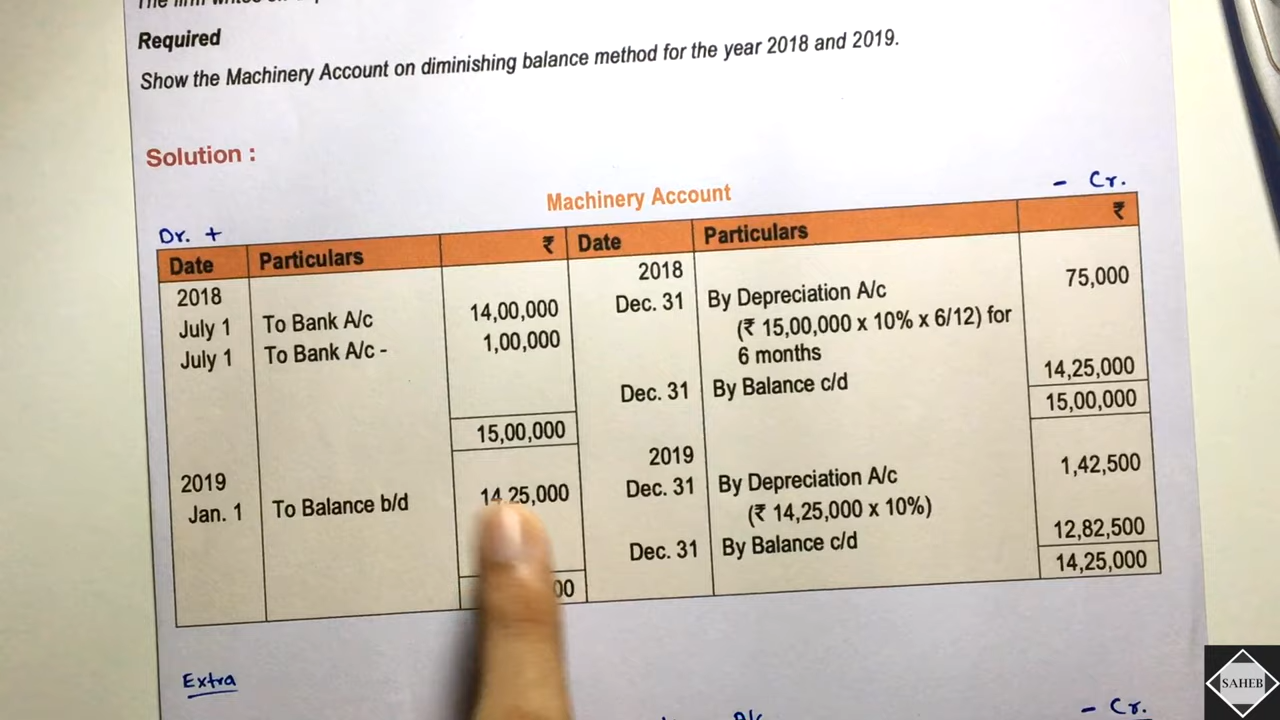 Required
Show the Machinery Account on diminishing balance method for the year 2018 and 2019.
Solution :
Machinery Account
Dr. + - Cr.
Date Particulars ₹ Date Particulars ₹
2018 2018
July 1 To Bank A/c 14,00,000 Dec. 31 By Depreciation A/c 75,000
July 1 To Bank A/c - 1,00,000 (₹ 15,00,000 x 10% x 6/12) for
6 months
Dec. 31 By Balance c/d 14,25,000
15,00,000 15,00,000
2019 2019
Jan. 1 To Balance b/d 14,25,000 Dec. 31 By Depreciation A/c 1,42,500
(₹ 14,25,000 x 10%)
Dec. 31 By Balance c/d 12,82,500
00 14,25,000
Extra
- Cr.
SAHEB